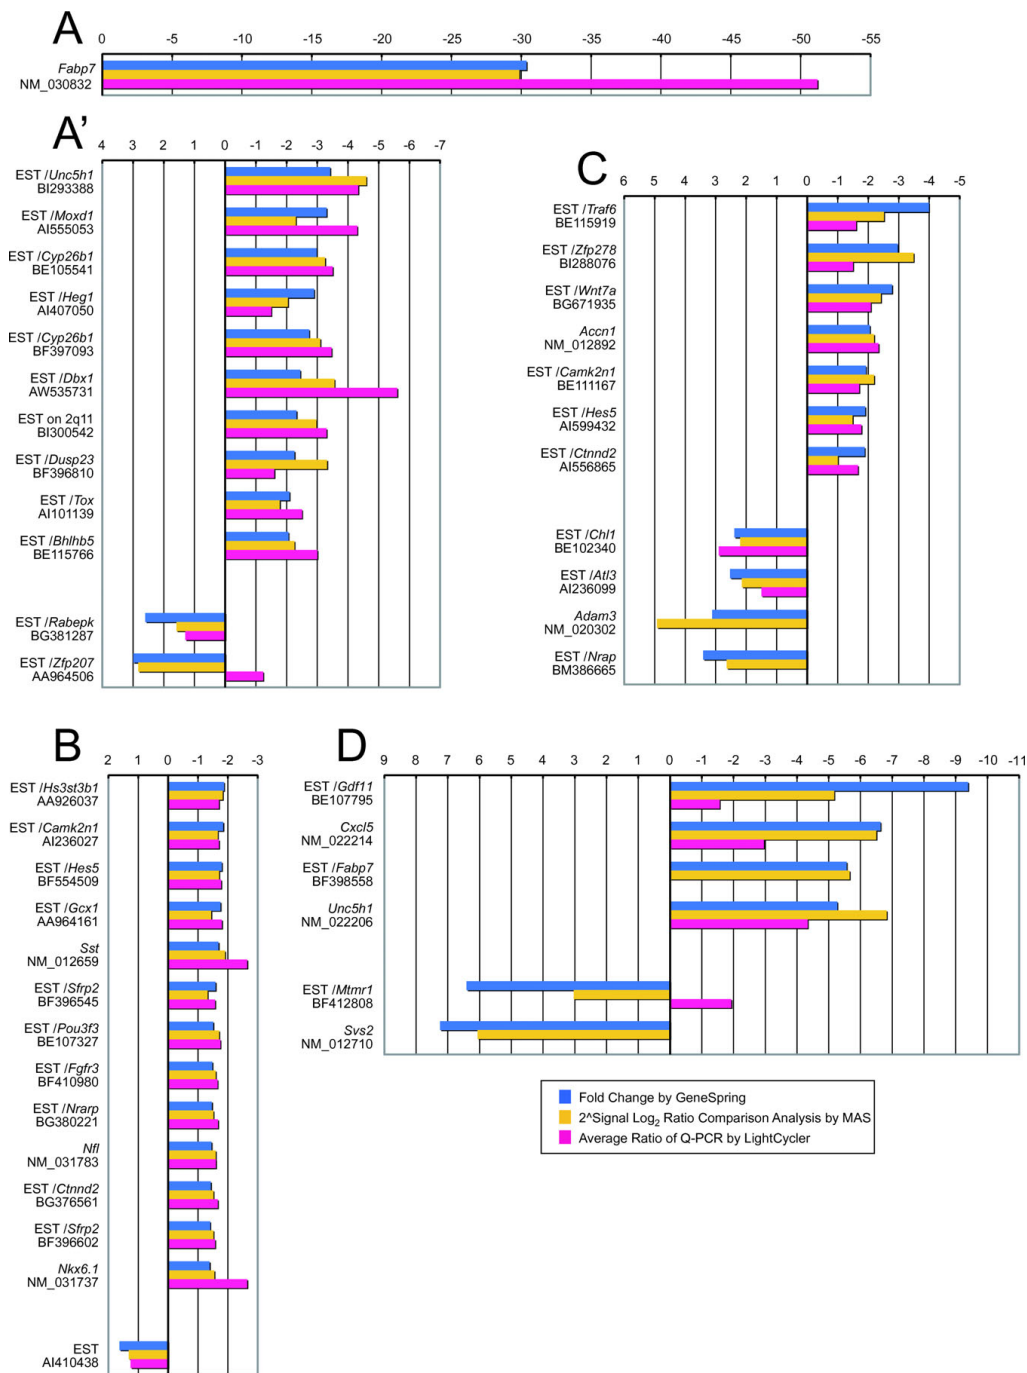 A
0 -5 -10 -15 -20 -25 -30 -35 -40 -45 -50 -55
Fabp7
NM_030832
A'
4 3 2 1 0 -1 -2 -3 -4 -5 -6 -7
EST /Unc5h1
BI293388
EST /Moxd1
AI555053
EST /Cyp26b1
BE105541
EST /Heg1
AI407050
EST /Cyp26b1
BF397093
EST /Dbx1
AW535731
EST on 2q11
BI300542
EST /Dusp23
BF396810
EST /Tox
AI101139
EST /Bhlhb5
BE115766
EST /Rabepk
BG381287
EST /Zfp207
AA964506
C
6 5 4 3 2 1 0 -1 -2 -3 -4 -5
EST /Traf6
BE115919
EST /Zfp278
BI288076
EST /Wnt7a
BG671935
Accn1
NM_012892
EST /Camk2n1
BE111167
EST /Hes5
AI599432
EST /Ctnnd2
AI556865
EST /Chl1
BE102340
EST /Atl3
AI236099
Adam3
NM_020302
EST /Nrap
BM386665
B
2 1 0 -1 -2 -3
EST /Hs3st3b1
AA926037
EST /Camk2n1
AI236027
EST /Hes5
BF554509
EST /Gcx1
AA964161
Sst
NM_012659
EST /Sfrp2
BF396545
EST /Pou3f3
BE107327
EST /Fgfr3
BF410980
EST /Nrarp
BG380221
Nfl
NM_031783
EST /Ctnnd2
BG376561
EST /Sfrp2
BF396602
Nkx6.1
NM_031737
EST
AI410438
D
9 8 7 6 5 4 3 2 1 0 -1 -2 -3 -4 -5 -6 -7 -8 -9 -10 -11
EST /Gdf11
BE107795
Cxcl5
NM_022214
EST /Fabp7
BF398558
Unc5h1
NM_022206
EST /Mtmr1
BF412808
Svs2
NM_012710
Fold Change by GeneSpring
2^Signal Log2 Ratio Comparison Analysis by MAS
Average Ratio of Q-PCR by LightCycler